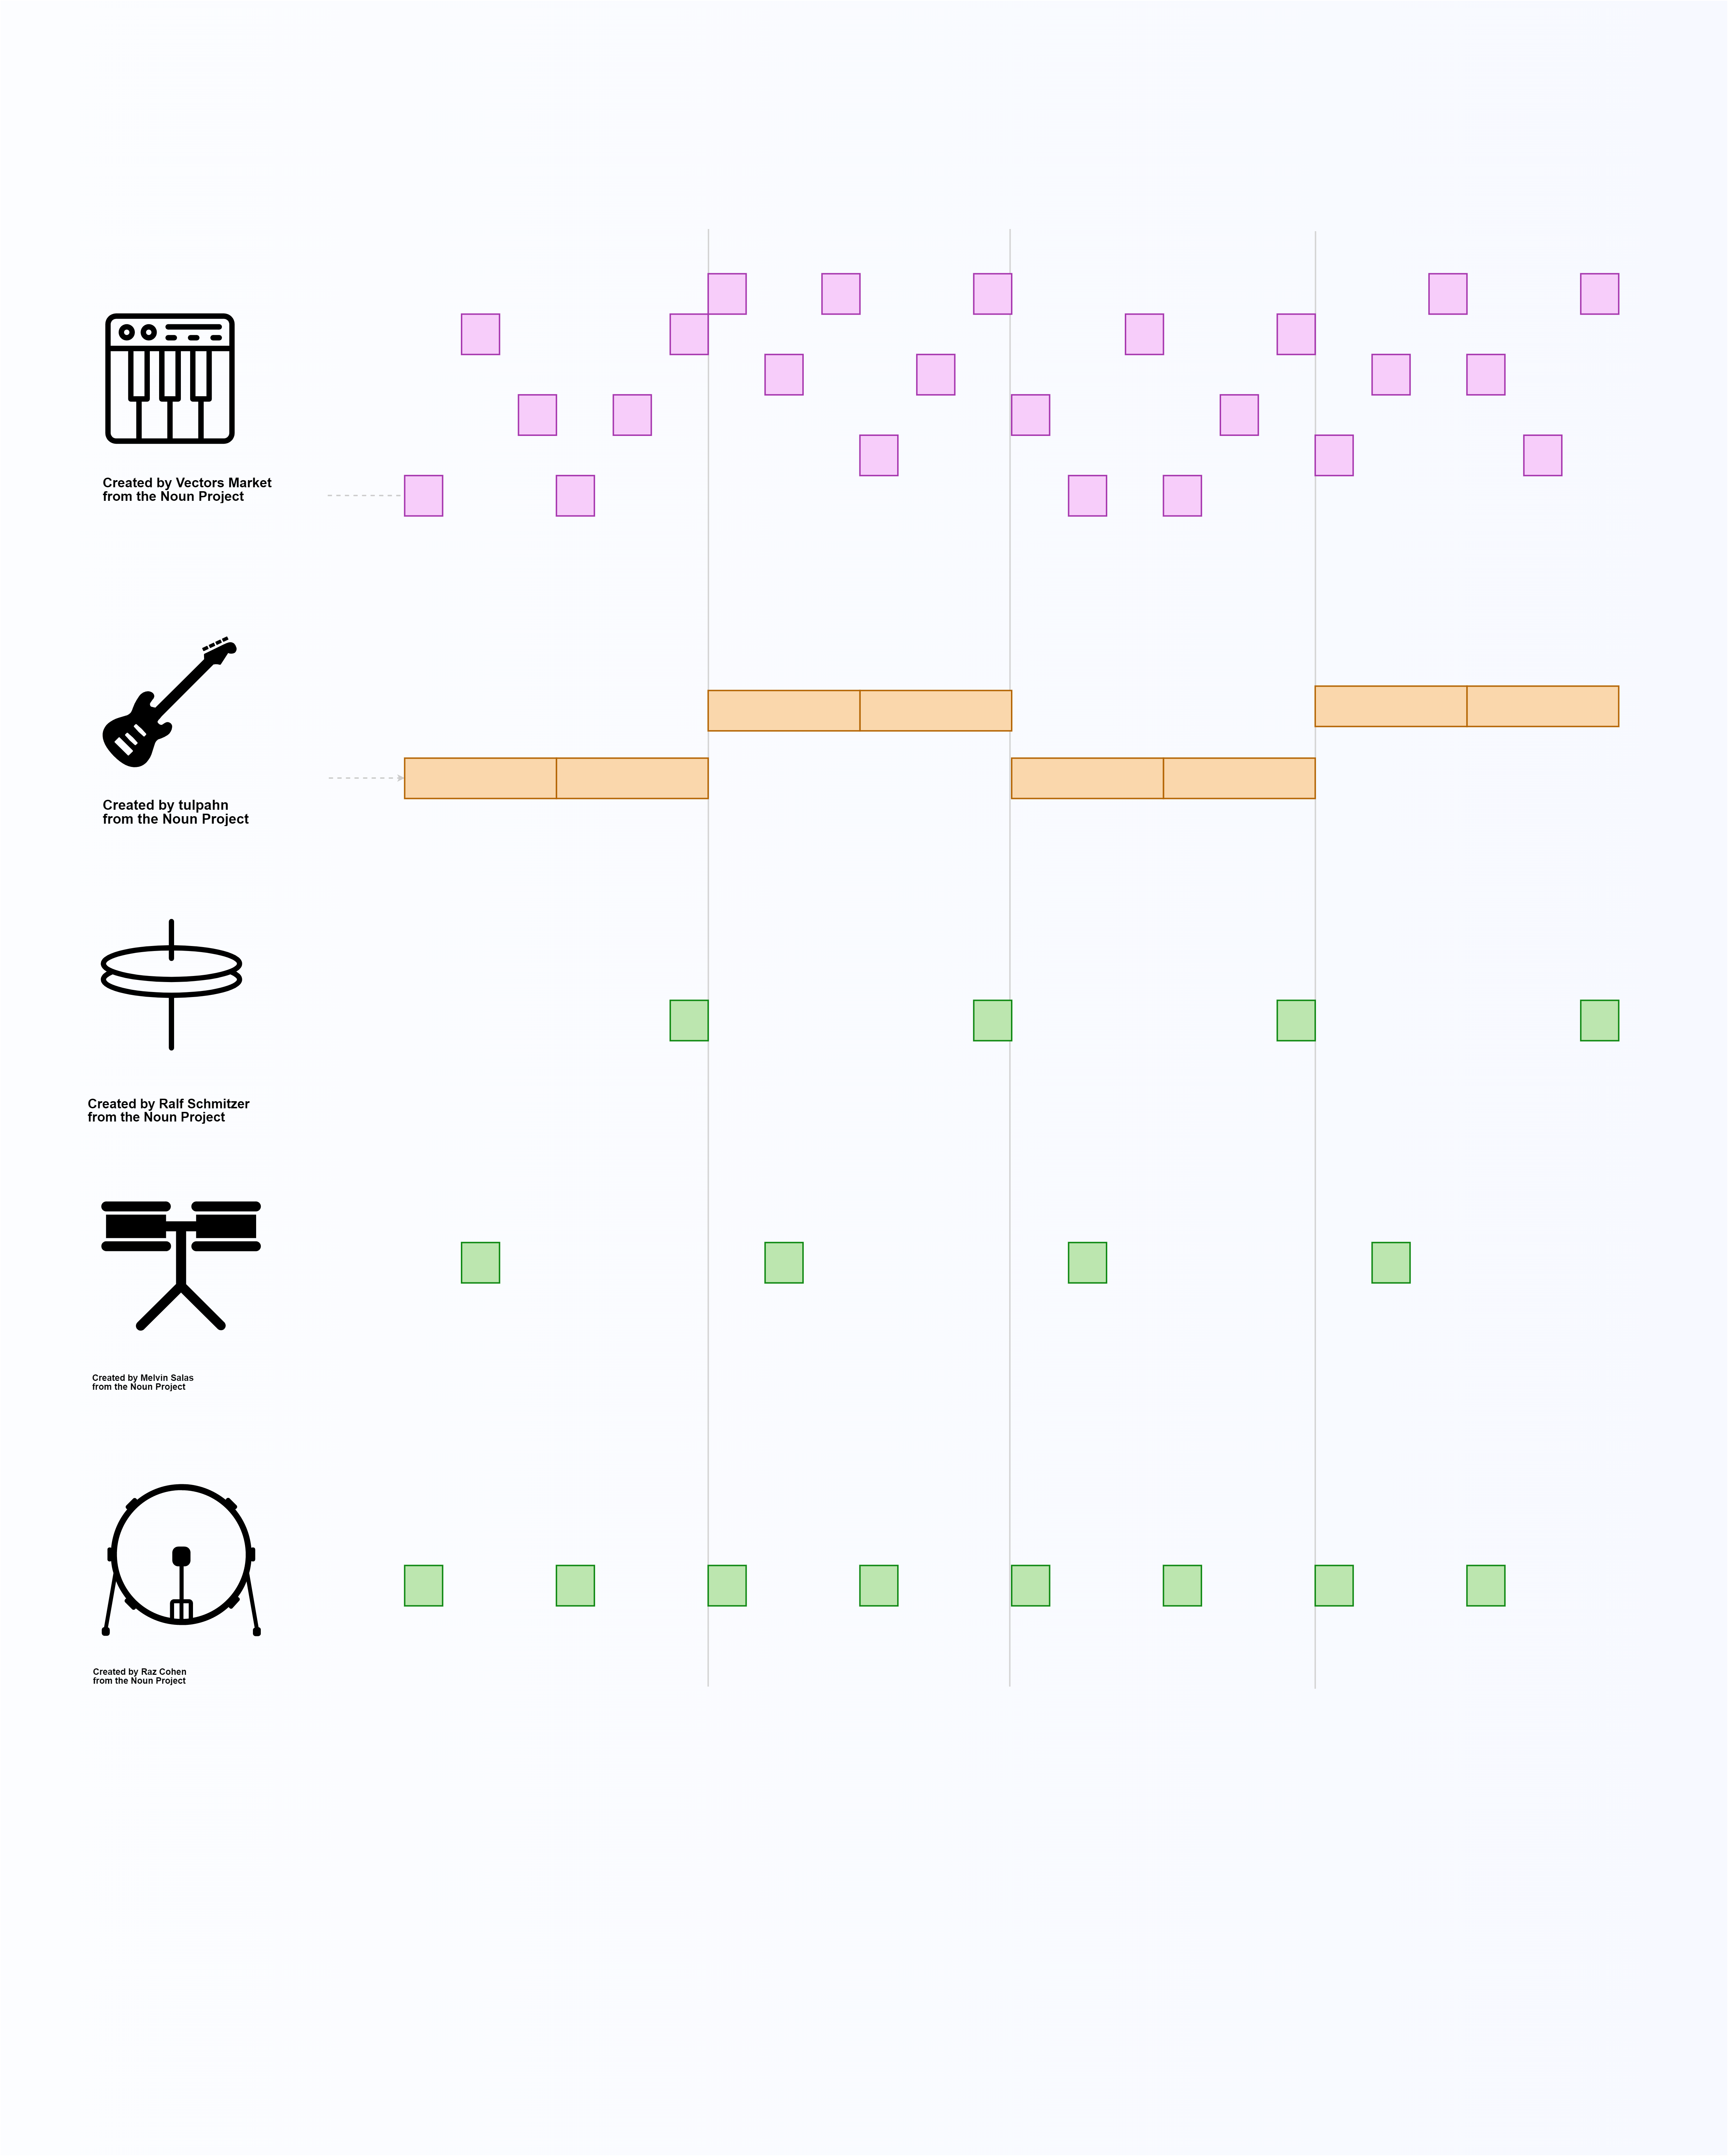 Created by Vectors Market
from the Noun Project
Created by tulpahn
from the Noun Project
Created by Ralf Schmitzer
from the Noun Project
Created by Melvin Salas
from the Noun Project
Created by Raz Cohen
from the Noun Project